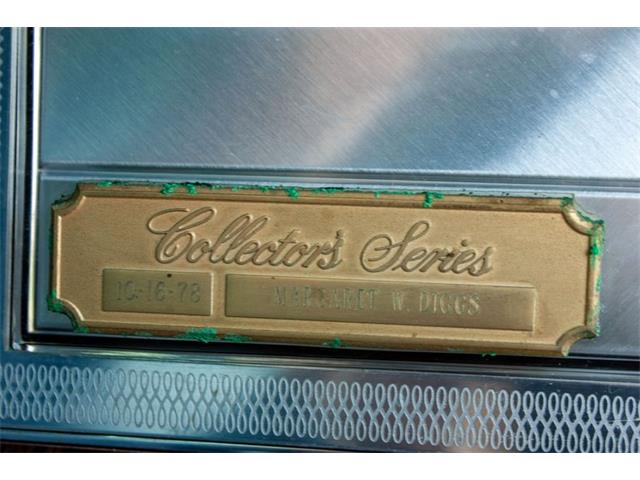 Collector's Series
10-16-78
MARGARET W. DIGGS